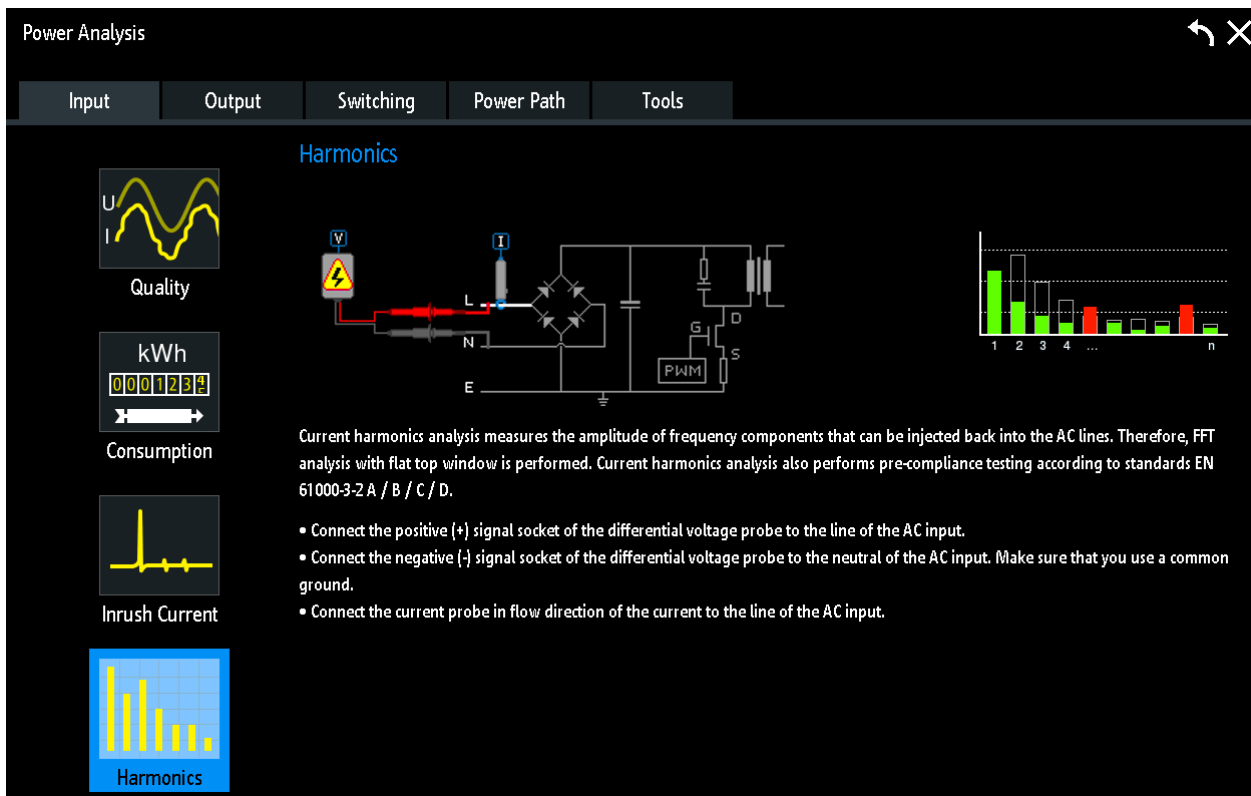 Power Analysis
Input Output Switching Power Path Tools
Harmonics
U
I
Quality
kWh
000123
Consumption
Inrush Current
Harmonics
V
I
L
N
E
G
D
S
PWM
1 2 3 4 ... n
Current harmonics analysis measures the amplitude of frequency components that can be injected back into the AC lines. Therefore, FFT
analysis with flat top window is performed. Current harmonics analysis also performs pre-compliance testing according to standards EN
61000-3-2 A / B / C / D.
• Connect the positive (+) signal socket of the differential voltage probe to the line of the AC input.
• Connect the negative (-) signal socket of the differential voltage probe to the neutral of the AC input. Make sure that you use a common
ground.
• Connect the current probe in flow direction of the current to the line of the AC input.